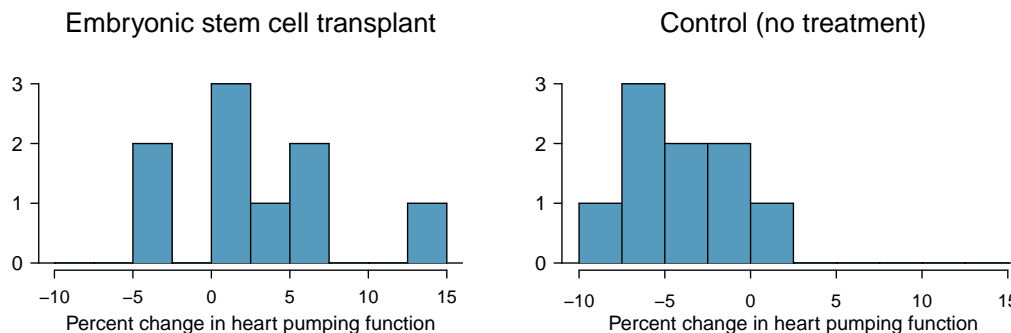 Embryonic stem cell transplant
3
2
1
0
−10 −5 0 5 10 15
Percent change in heart pumping function
Control (no treatment)
3
2
1
0
−10 −5 0 5 10 15
Percent change in heart pumping function